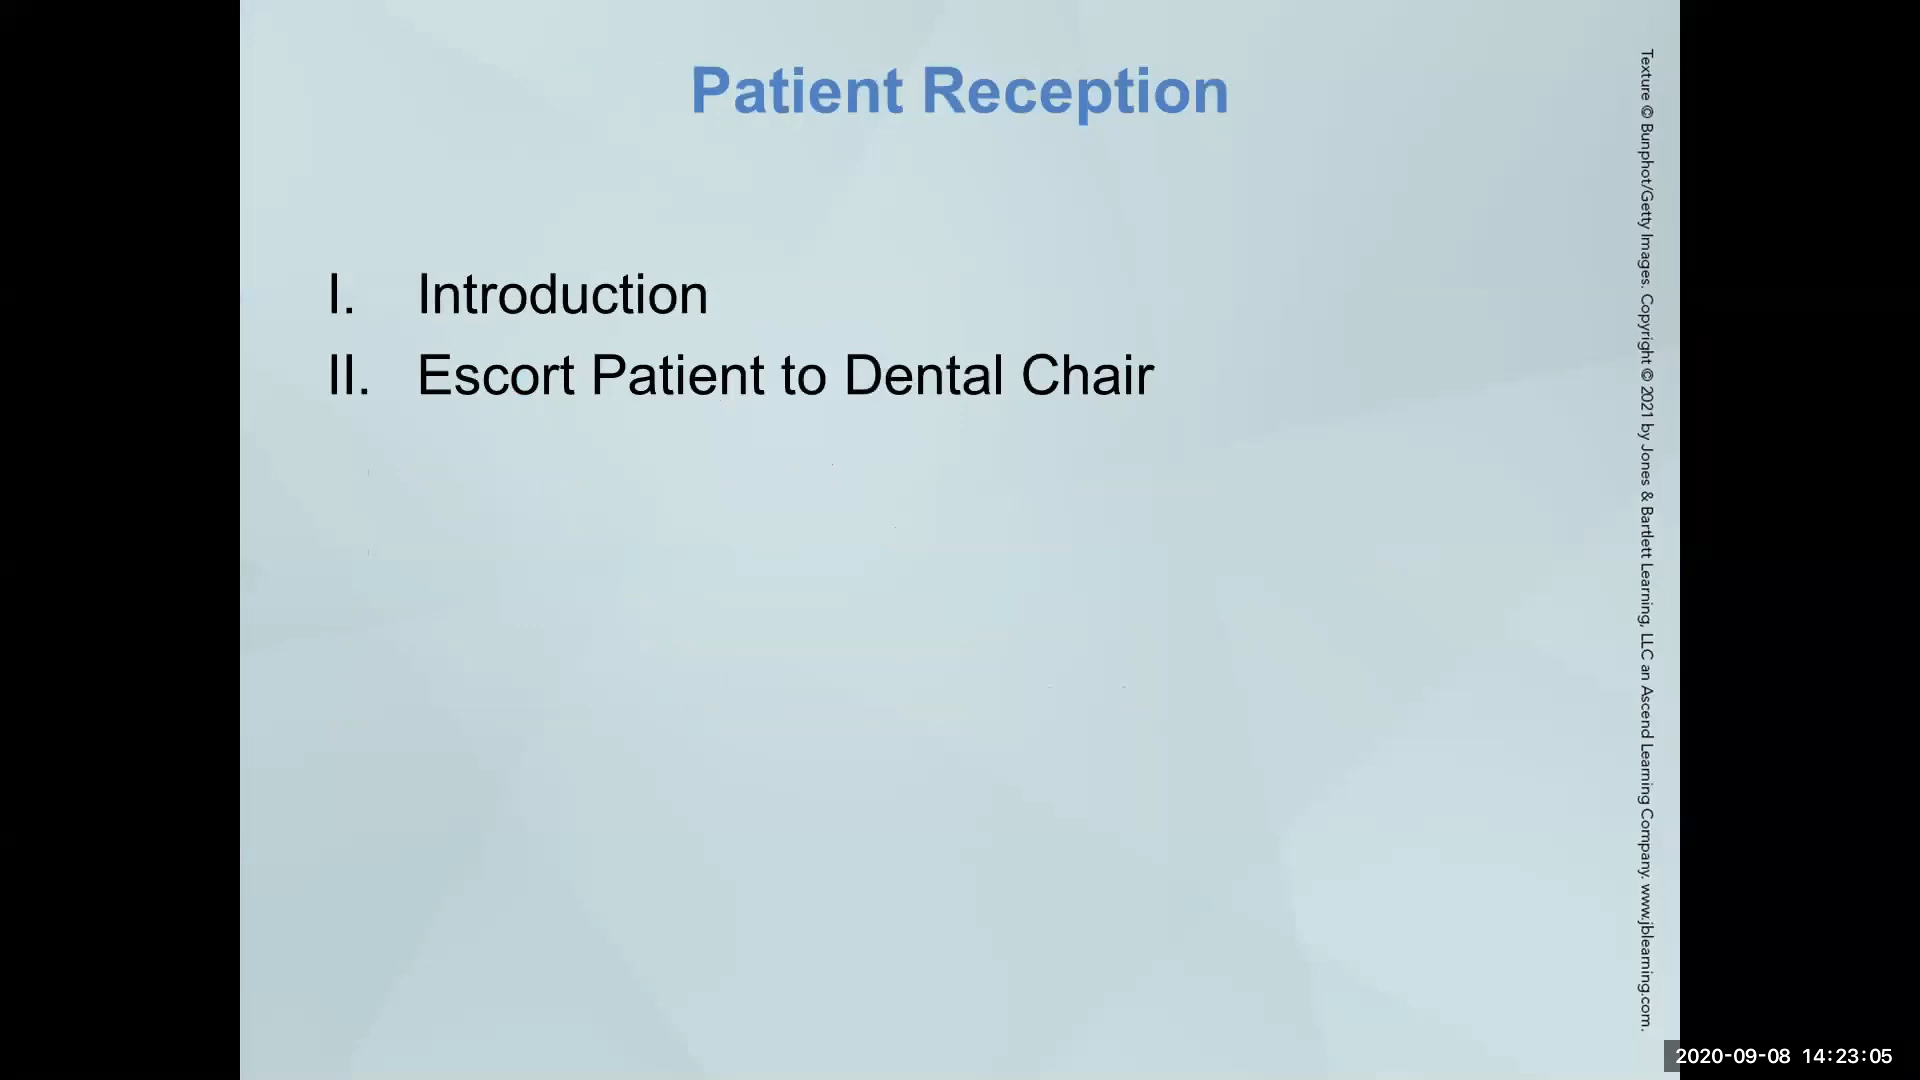 Patient Reception
I. Introduction
II. Escort Patient to Dental Chair
Texture © Bunphot/Getty Images. Copyright © 2021 by Jones & Bartlett Learning, LLC an Ascend Learning Company. www.jblearning.com.
2020-09-08 14:23:05